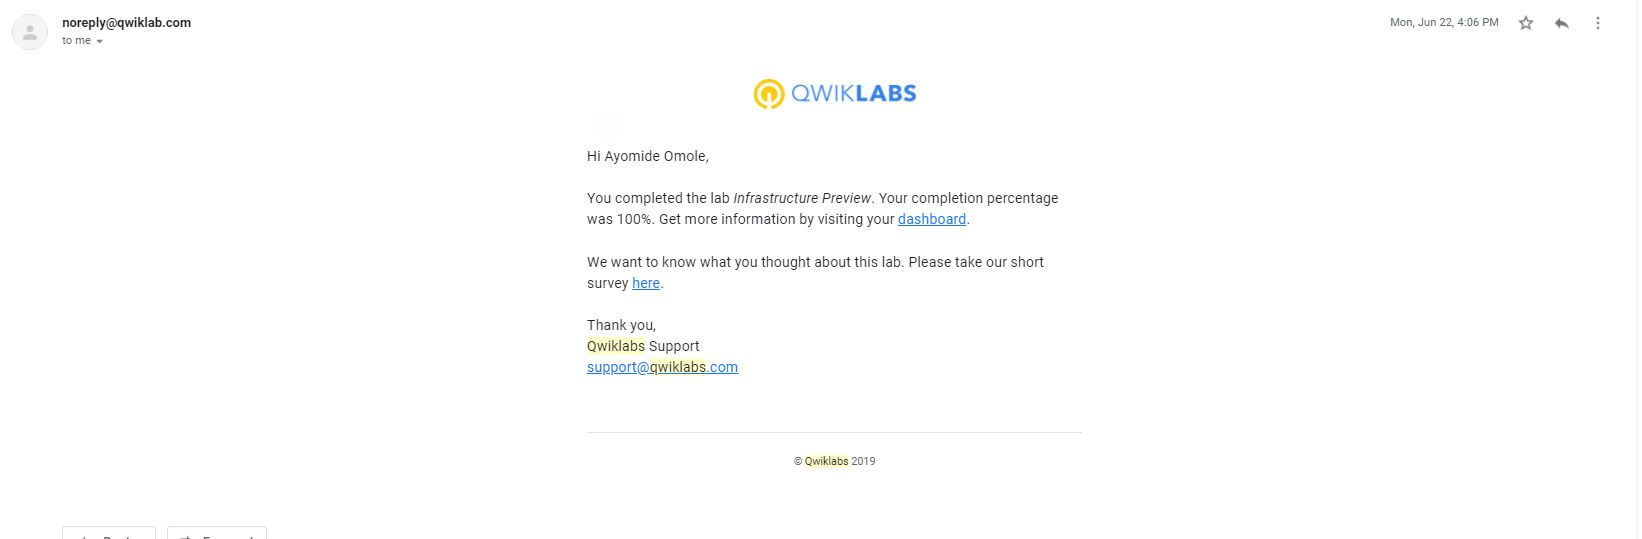 noreply@qwiklab.com
Mon, Jun 22, 4:06 PM
to me
QWIKLABS
Hi Ayomide Omole,
You completed the lab Infrastructure Preview. Your completion percentage
was 100%. Get more information by visiting your dashboard.
We want to know what you thought about this lab. Please take our short
survey here.
Thank you,
Qwiklabs Support
support@qwiklabs.com
© Qwiklabs 2019